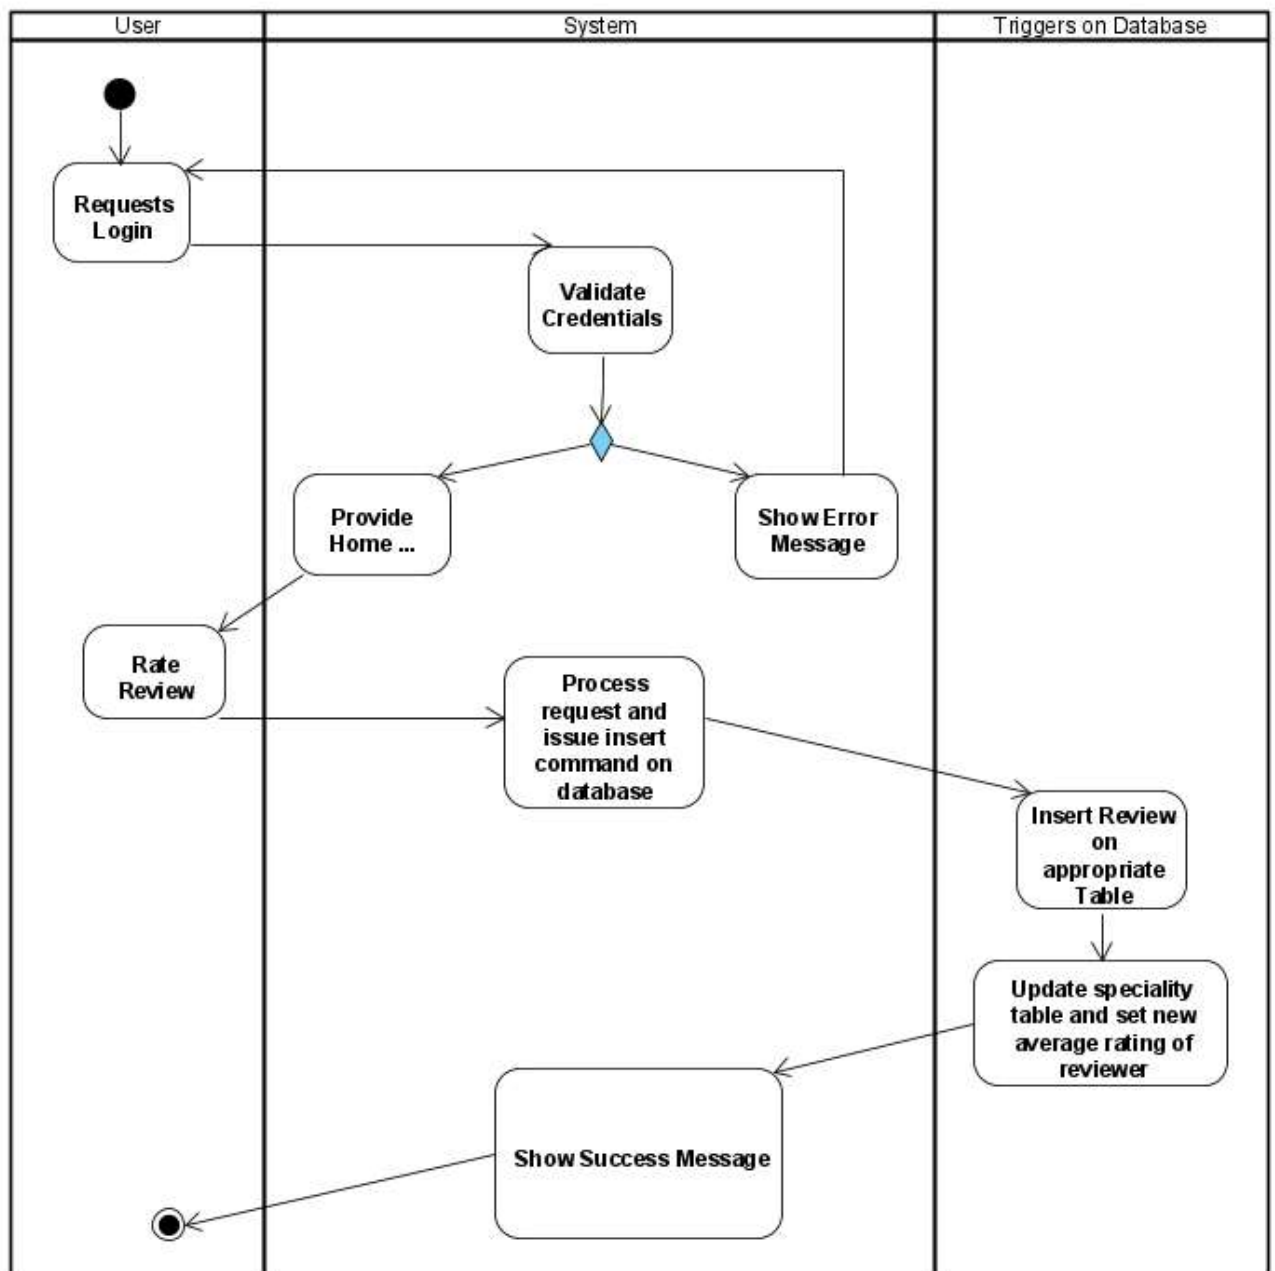 User
System
Triggers on Database
Requests
Login
Validate
Credentials
Provide
Home ...
Show Error
Message
Rate
Review
Process
request and
issue insert
command on
database
Insert Review
on
appropriate
Table
Update speciality
table and set new
average rating of
reviewer
Show Success Message